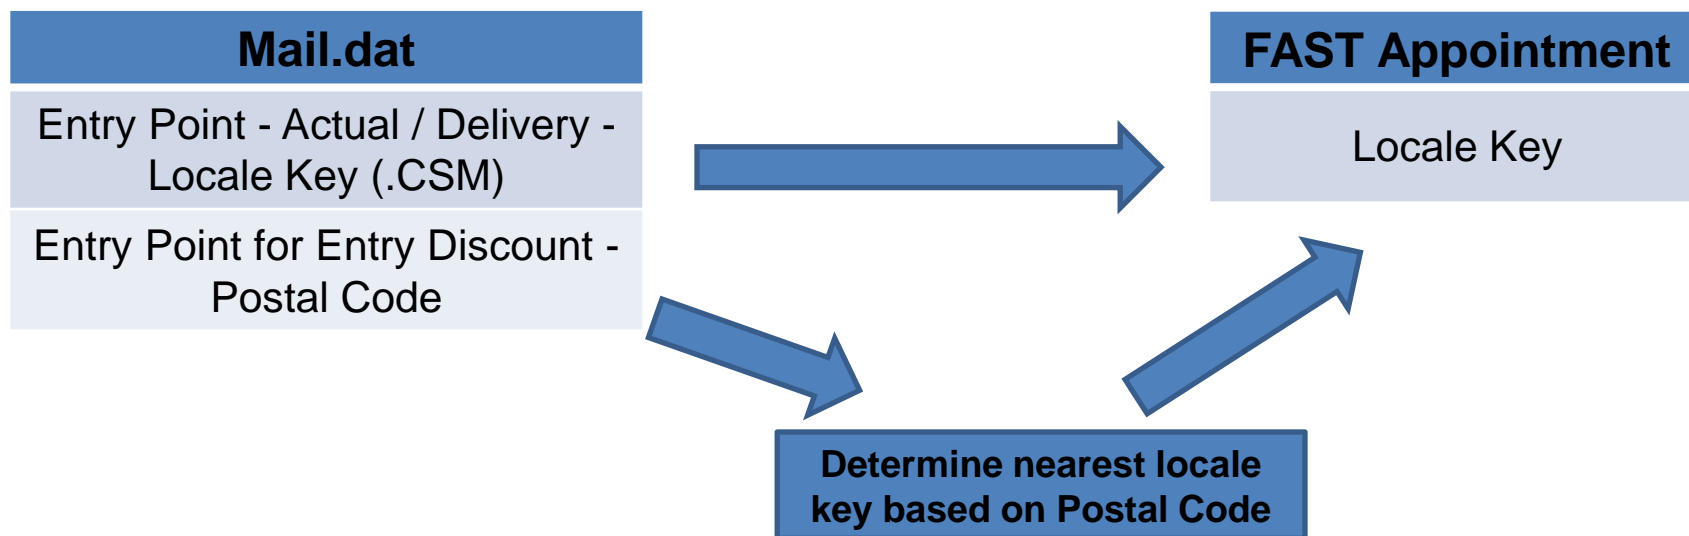 Mail.dat
Entry Point - Actual / Delivery -
Locale Key (.CSM)
Entry Point for Entry Discount -
Postal Code
FAST Appointment
Locale Key
Determine nearest locale
key based on Postal Code